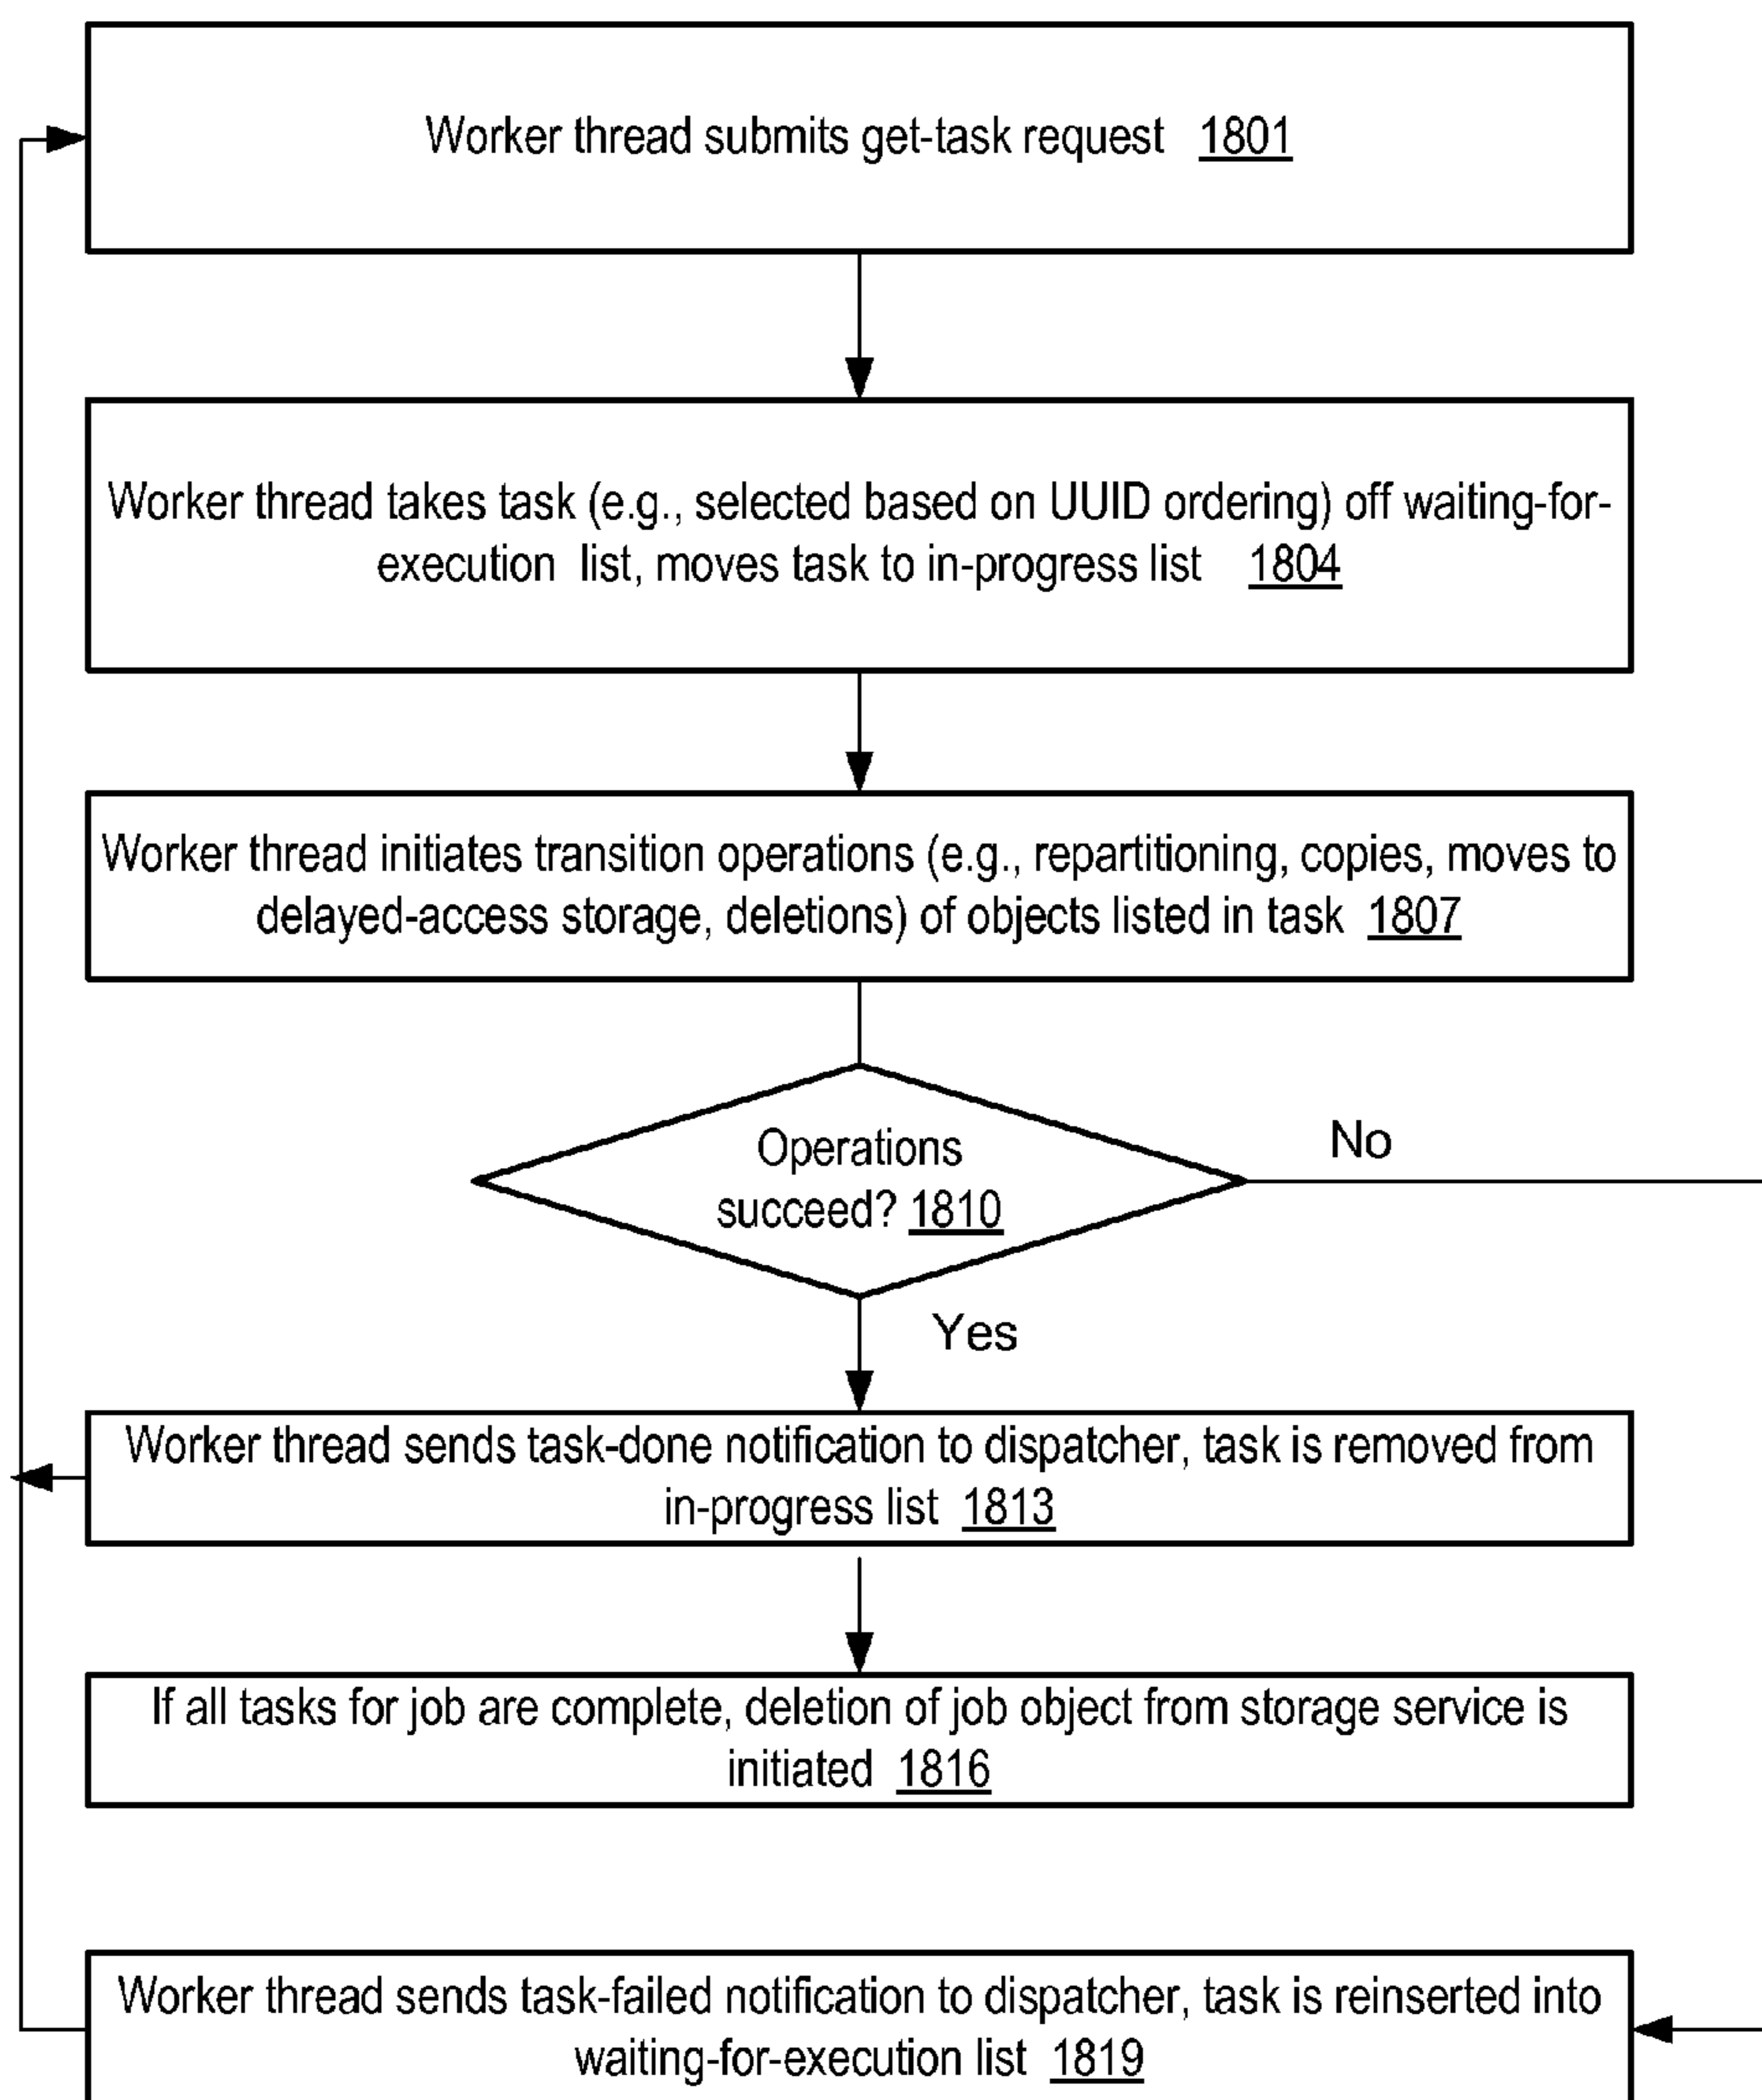 Worker thread submits get-task request 1801
Worker thread takes task (e.g., selected based on UUID ordering) off waiting-for-
execution list, moves task to in-progress list 1804
Worker thread initiates transition operations (e.g., repartitioning, copies, moves to
delayed-access storage, deletions) of objects listed in task 1807
Operations
succeed? 1810
No
Yes
Worker thread sends task-done notification to dispatcher, task is removed from
in-progress list 1813
If all tasks for job are complete, deletion of job object from storage service is
initiated 1816
Worker thread sends task-failed notification to dispatcher, task is reinserted into
waiting-for-execution list 1819